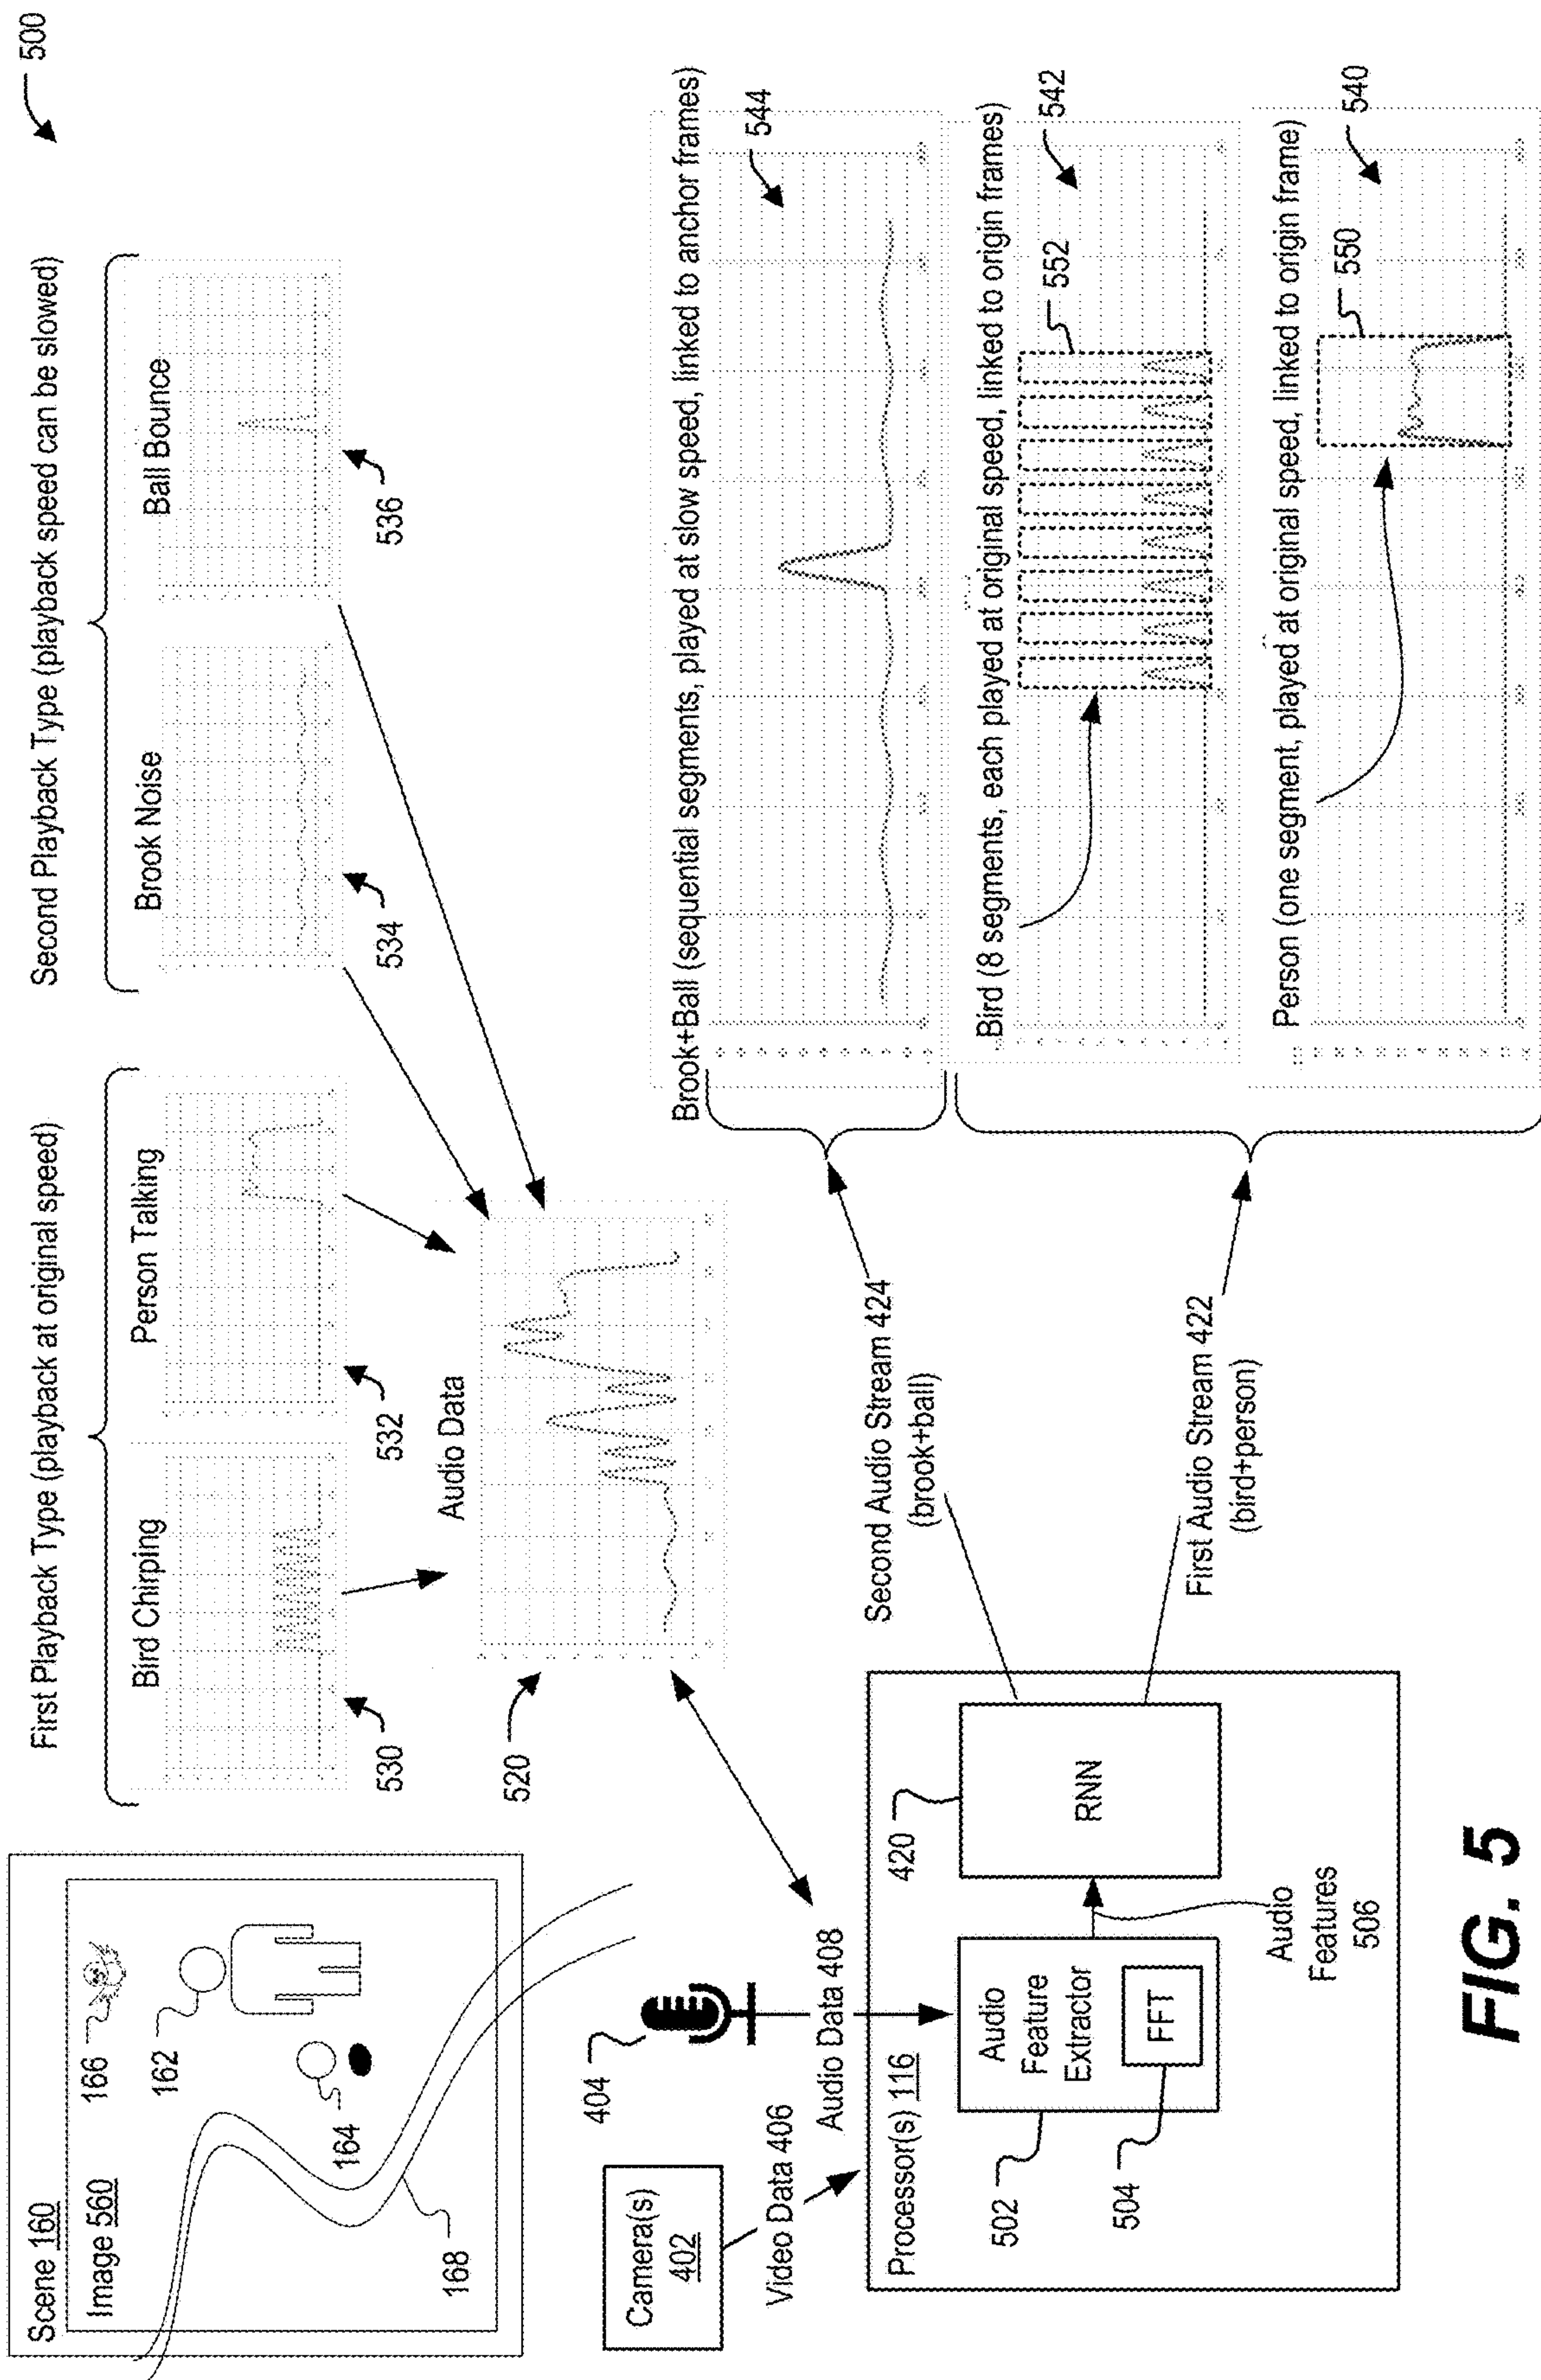 500
Scene 160
Image 560
166
162
164
168
First Playback Type (playback at original speed)
Bird Chirping
530
Person Talking
532
Second Playback Type (playback speed can be slowed)
Brook Noise
534
Ball Bounce
536
Audio Data
520
Camera(s)
402
404
Video Data 406
Audio Data 408
Processor(s) 116
502
Audio
Feature
Extractor
FFT
504
Audio
Features
506
420
RNN
Second Audio Stream 424
(brook+ball)
First Audio Stream 422
(bird+person)
Brook+Ball (sequential segments, played at slow speed, linked to anchor frames)
544
Bird (8 segments, each played at original speed, linked to origin frames)
552
542
Person (one segment, played at original speed, linked to origin frame)
550
540
FIG. 5